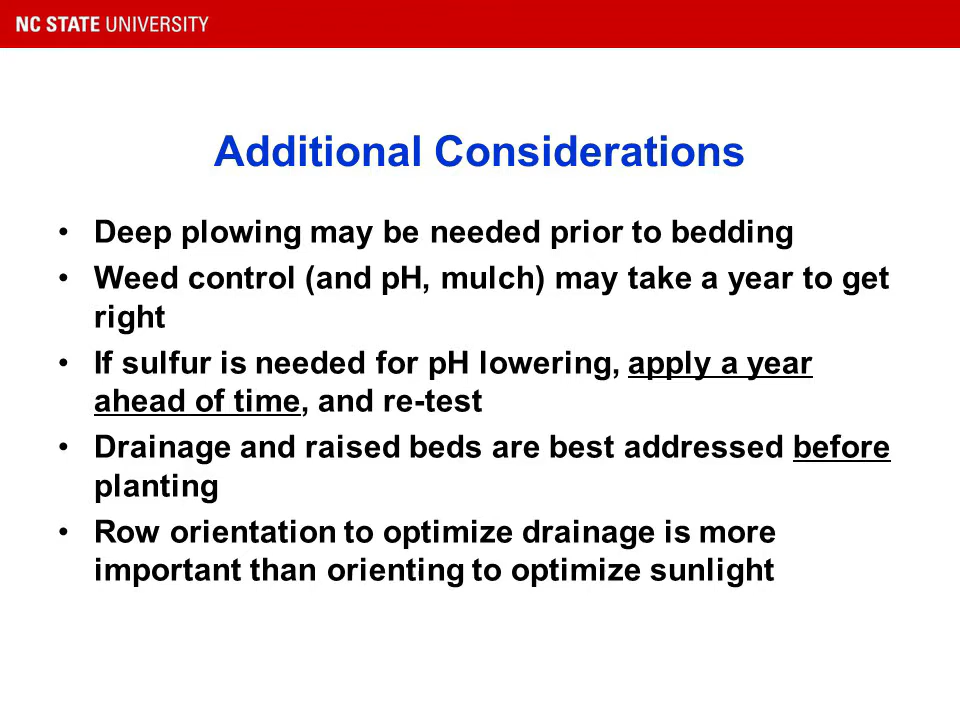 NC STATE UNIVERSITY
Additional Considerations
• Deep plowing may be needed prior to bedding
• Weed control (and pH, mulch) may take a year to get
right
• If sulfur is needed for pH lowering, apply a year
ahead of time, and re-test
• Drainage and raised beds are best addressed before
planting
• Row orientation to optimize drainage is more
important than orienting to optimize sunlight